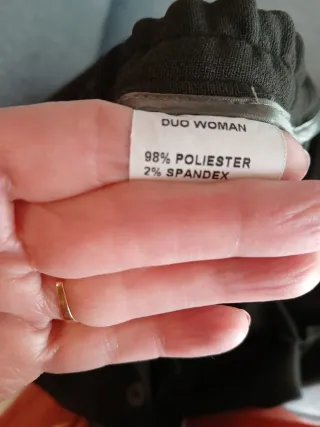 DUO WOMAN
98% POLIESTER
2% SPANDEX